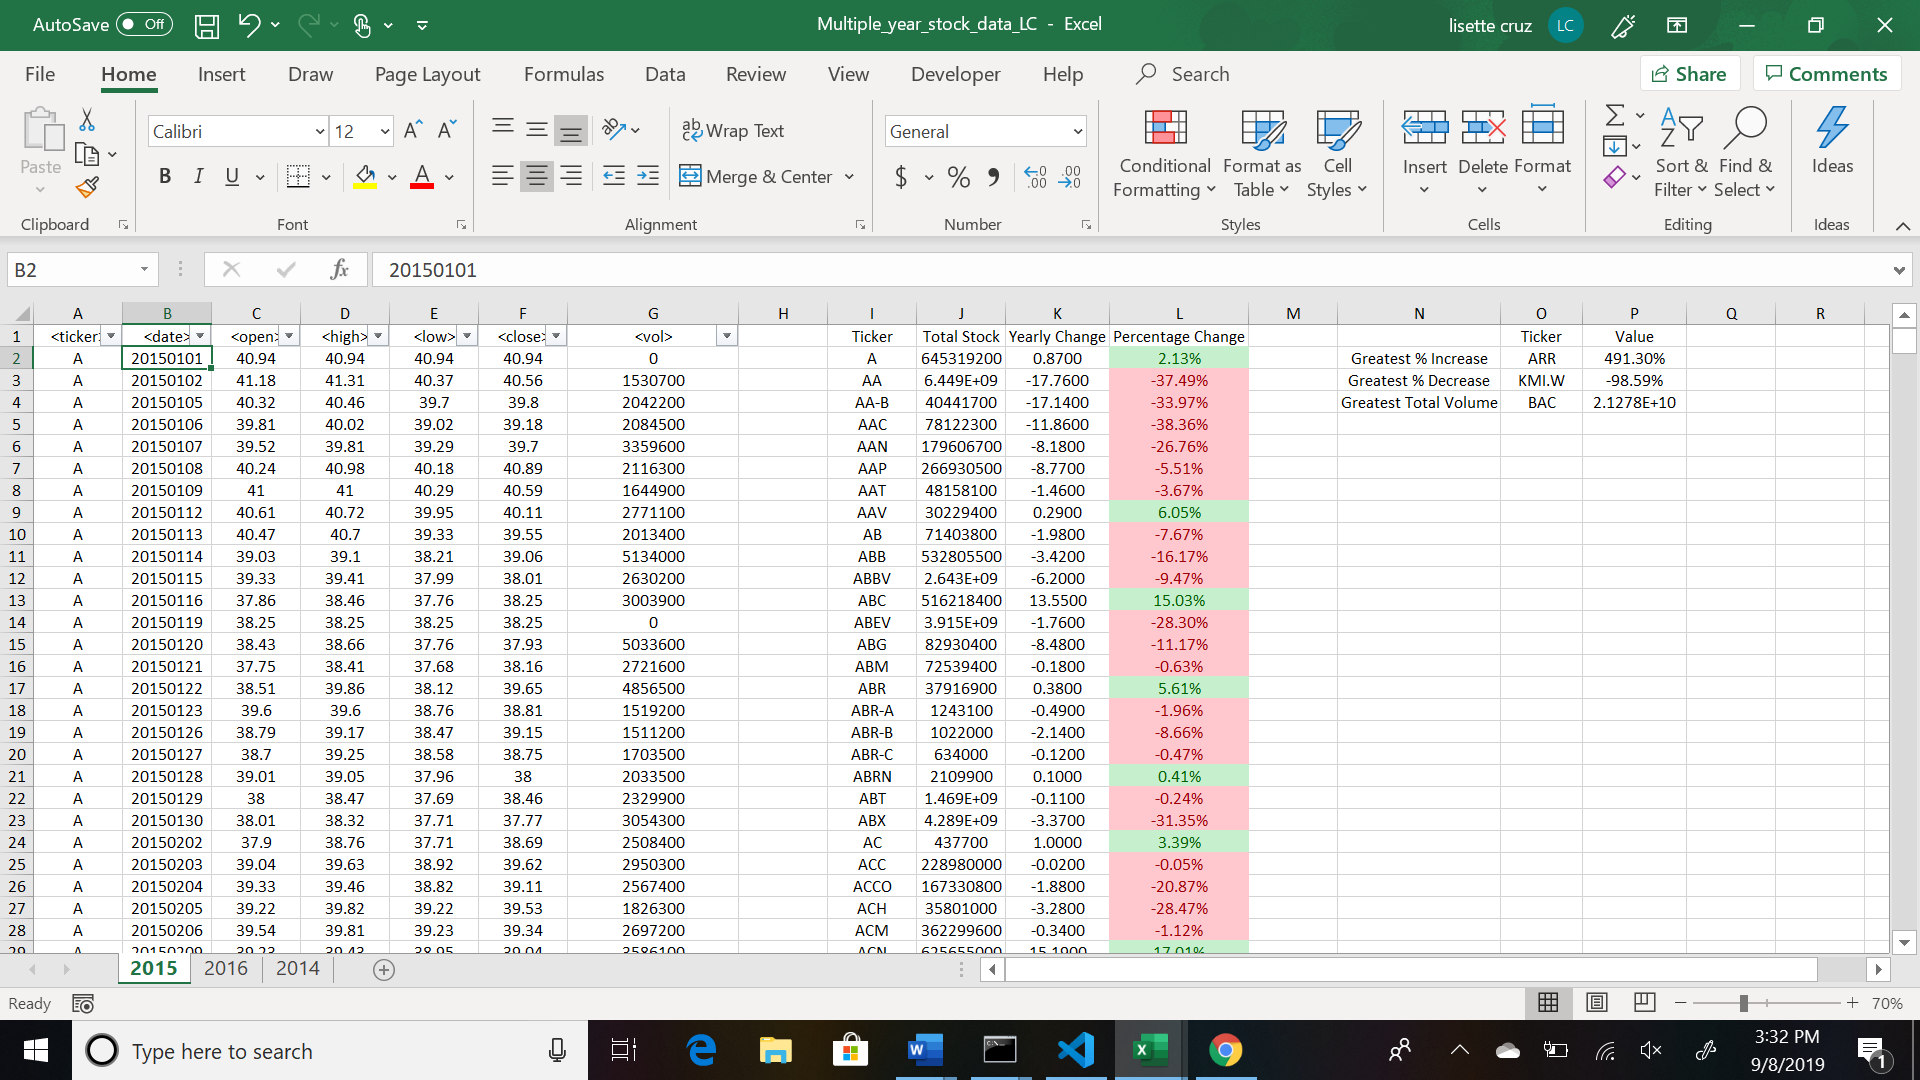 AutoSave Off Multiple_year_stock_data_LC - Excel lisette cruz LC
File Home Insert Draw Page Layout Formulas Data Review View Developer Help Search Share Comments
Paste
Clipboard
Calibri 12
B I U
Font
Wrap Text
Merge & Center
Alignment
General
$ % 
Number
Conditional Formatting
Format as Table
Cell Styles
Styles
Insert Delete Format
Cells
Sort & Filter
Find & Select
Editing
Ideas
Ideas
B2 fx 20150101
A B C D E F G H I J K L M N O P Q R
1 <ticker> <date> <open> <high> <low> <close> <vol> Ticker Total Stock Yearly Change Percentage Change Ticker Value
2 A 20150101 40.94 40.94 40.94 40.94 0 A 645319200 0.8700 2.13% Greatest % Increase ARR 491.30%
3 A 20150102 41.18 41.31 40.37 40.56 1530700 AA 6.449E+09 -17.7600 -37.49% Greatest % Decrease KMI.W -98.59%
4 A 20150105 40.32 40.46 39.7 39.8 2042200 AA-B 40441700 -17.1400 -33.97% Greatest Total Volume BAC 2.1278E+10
5 A 20150106 39.81 40.02 39.02 39.18 2084500 AAC 78122300 -11.8600 -38.36%
6 A 20150107 39.52 39.81 39.29 39.7 3359600 AAN 179606700 -8.1800 -26.76%
7 A 20150108 40.24 40.98 40.18 40.89 2116300 AAP 266930500 -8.7700 -5.51%
8 A 20150109 41 41 40.29 40.59 1644900 AAT 48158100 -1.4600 -3.67%
9 A 20150112 40.61 40.72 39.95 40.11 2771100 AAV 30229400 0.2900 6.05%
10 A 20150113 40.47 40.7 39.33 39.55 2013400 AB 71403800 -1.9800 -7.67%
11 A 20150114 39.03 39.1 38.21 39.06 5134000 ABB 532805500 -3.4200 -16.17%
12 A 20150115 39.33 39.41 37.99 38.01 2630200 ABBV 2.643E+09 -6.2000 -9.47%
13 A 20150116 37.86 38.46 37.76 38.25 3003900 ABC 516218400 13.5500 15.03%
14 A 20150119 38.25 38.25 38.25 38.25 0 ABEV 3.915E+09 -1.7600 -28.30%
15 A 20150120 38.43 38.66 37.76 37.93 5033600 ABG 82930400 -8.4800 -11.17%
16 A 20150121 37.75 38.41 37.68 38.16 2721600 ABM 72539400 -0.1800 -0.63%
17 A 20150122 38.51 39.86 38.12 39.65 4856500 ABR 37916900 0.3800 5.61%
18 A 20150123 39.6 39.6 38.76 38.81 1519200 ABR-A 1243100 -0.4900 -1.96%
19 A 20150126 38.79 39.17 38.47 39.15 1511200 ABR-B 1022000 -2.1400 -8.66%
20 A 20150127 38.7 39.25 38.58 38.75 1703500 ABR-C 634000 -0.1200 -0.47%
21 A 20150128 39.01 39.05 37.96 38 2033500 ABRN 2109900 0.1000 0.41%
22 A 20150129 38 38.47 37.69 38.46 2329900 ABT 1.469E+09 -0.1100 -0.24%
23 A 20150130 38.01 38.32 37.71 37.77 3054300 ABX 4.289E+09 -3.3700 -31.35%
24 A 20150202 37.9 38.76 37.71 38.69 2508400 AC 437700 1.0000 3.39%
25 A 20150203 39.04 39.63 38.92 39.62 2950300 ACC 228980000 -0.0200 -0.05%
26 A 20150204 39.33 39.46 38.82 39.11 2567400 ACCO 167330800 -1.8800 -20.87%
27 A 20150205 39.22 39.82 39.22 39.53 1826300 ACH 35801000 -3.2800 -28.47%
28 A 20150206 39.54 39.81 39.23 39.34 2697200 ACM 362299600 -0.3400 -1.12%
29 A 20150209 39.23 39.43 38.95 39.04 3586100 ACN 625655000 15.1900 17.01%
2015 2016 2014
Ready 70%
Type here to search
3:32 PM
9/8/2019
1